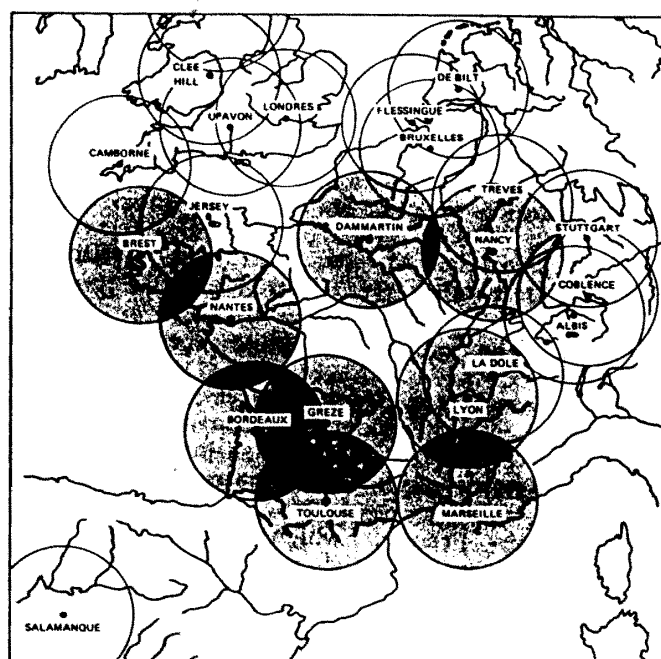 CLEE
HILL
DE BILT
LONDRES
UPAVON
FLESSINGUE
BRUXELLES
CAMBORNE
TREVES
JERSEY
DAMMARTIN
STUTTGART
BREST
NANCY
COBLENCE
NANTES
ALBIS
LA DOLE
BORDEAUX
GREZE
LYON
TOULOUSE
MARSEILLE
SALAMANQUE